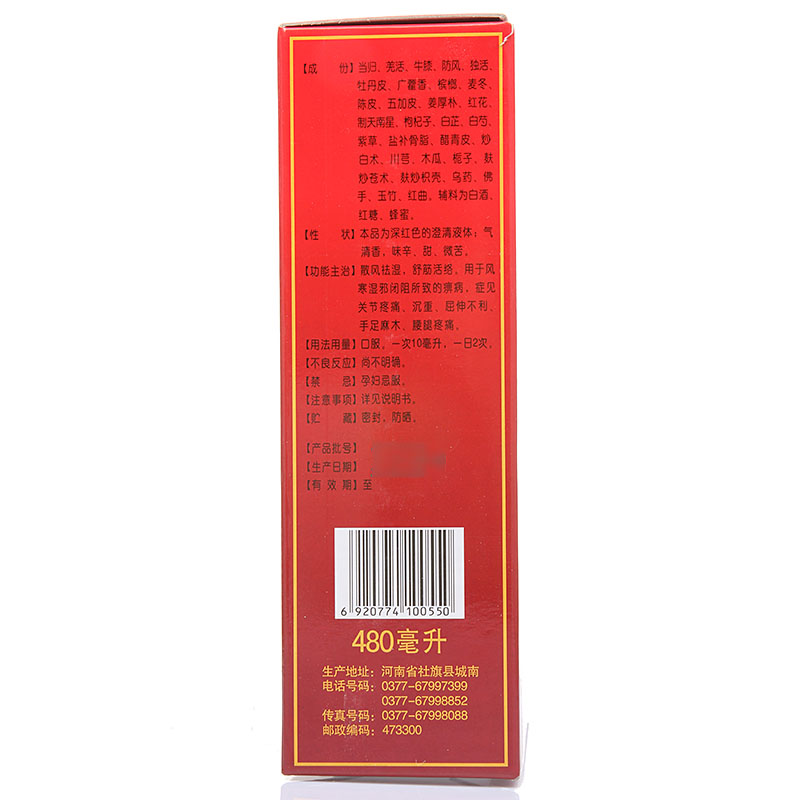 【成　份】当归、羌活、牛膝、防风、独活、
牡丹皮、广藿香、槟榔、麦冬、
陈皮、五加皮、姜厚朴、红花、
制天南星、枸杞子、白芷、白芍、
紫草、盐补骨脂、醋青皮、炒
白术、川芎、木瓜、栀子、麸
炒苍术、麸炒枳壳、乌药、佛
手、玉竹、红曲。辅料为白酒、
红糖、蜂蜜。
【性　状】本品为深红色的澄清液体；气
清香，味辛、甜、微苦。
【功能主治】散风祛湿，舒筋活络。用于风
寒湿邪闭阻所致的痹病，症见
关节疼痛、沉重、屈伸不利、
手足麻木、腰腿疼痛。
【用法用量】口服。一次10毫升，一日2次。
【不良反应】尚不明确。
【禁　忌】孕妇忌服。
【注意事项】详见说明书。
【贮　藏】密封，防晒。
【产品批号】
【生产日期】
【有 效 期】至
6 920774 100550
480毫升
生产地址：河南省社旗县城南
电话号码：0377-67997399
0377-67998852
传真号码：0377-67998088
邮政编码：473300